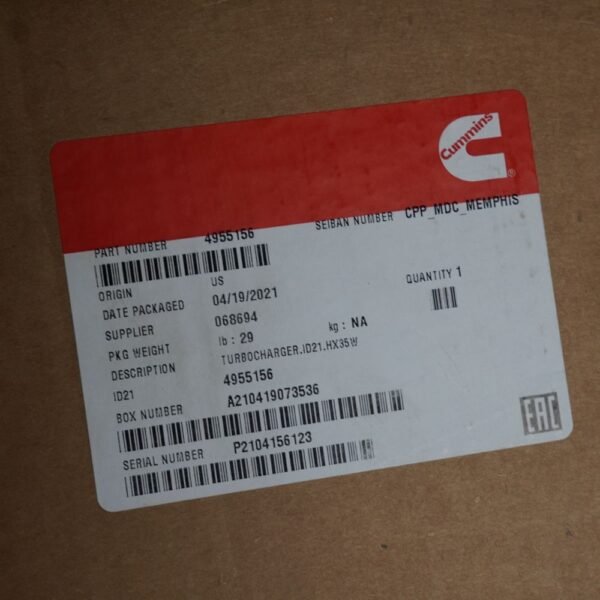 Cummins
®
PART NUMBER 4955156 SEIBAN NUMBER CPP_MDC_MEMPHIS
ORIGIN US
DATE PACKAGED 04/19/2021 QUANTITY 1
SUPPLIER 068694
PKG WEIGHT lb : 29 kg : NA
DESCRIPTION TURBOCHARGER.ID21.HX35W
ID21 4955156
BOX NUMBER A210419073536
SERIAL NUMBER P2104156123
EAC